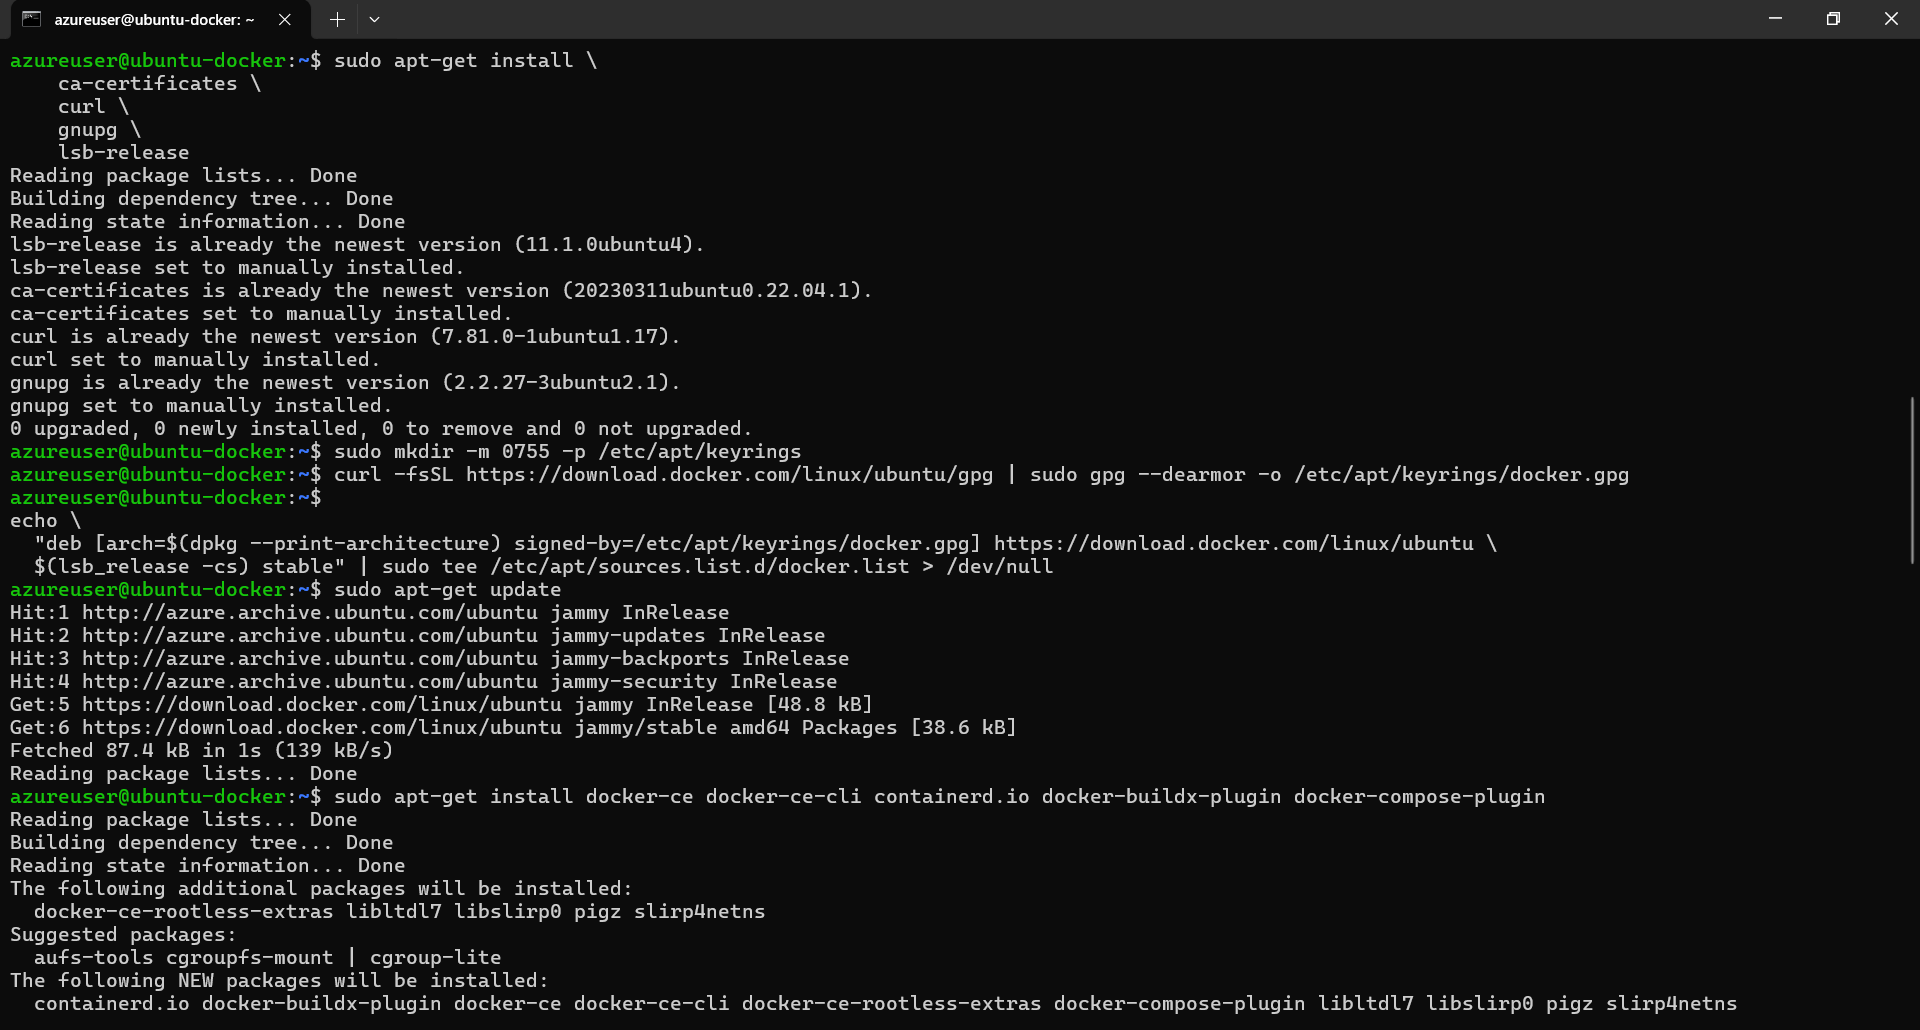 azureuser@ubuntu-docker: ~
azureuser@ubuntu-docker:~$ sudo apt-get install \
    ca-certificates \
    curl \
    gnupg \
    lsb-release
Reading package lists... Done
Building dependency tree... Done
Reading state information... Done
lsb-release is already the newest version (11.1.0ubuntu4).
lsb-release set to manually installed.
ca-certificates is already the newest version (20230311ubuntu0.22.04.1).
ca-certificates set to manually installed.
curl is already the newest version (7.81.0-1ubuntu1.17).
curl set to manually installed.
gnupg is already the newest version (2.2.27-3ubuntu2.1).
gnupg set to manually installed.
0 upgraded, 0 newly installed, 0 to remove and 0 not upgraded.
azureuser@ubuntu-docker:~$ sudo mkdir -m 0755 -p /etc/apt/keyrings
azureuser@ubuntu-docker:~$ curl -fsSL https://download.docker.com/linux/ubuntu/gpg | sudo gpg --dearmor -o /etc/apt/keyrings/docker.gpg
azureuser@ubuntu-docker:~$
echo \
  "deb [arch=$(dpkg --print-architecture) signed-by=/etc/apt/keyrings/docker.gpg] https://download.docker.com/linux/ubuntu \
  $(lsb_release -cs) stable" | sudo tee /etc/apt/sources.list.d/docker.list > /dev/null
azureuser@ubuntu-docker:~$ sudo apt-get update
Hit:1 http://azure.archive.ubuntu.com/ubuntu jammy InRelease
Hit:2 http://azure.archive.ubuntu.com/ubuntu jammy-updates InRelease
Hit:3 http://azure.archive.ubuntu.com/ubuntu jammy-backports InRelease
Hit:4 http://azure.archive.ubuntu.com/ubuntu jammy-security InRelease
Get:5 https://download.docker.com/linux/ubuntu jammy InRelease [48.8 kB]
Get:6 https://download.docker.com/linux/ubuntu jammy/stable amd64 Packages [38.6 kB]
Fetched 87.4 kB in 1s (139 kB/s)
Reading package lists... Done
azureuser@ubuntu-docker:~$ sudo apt-get install docker-ce docker-ce-cli containerd.io docker-buildx-plugin docker-compose-plugin
Reading package lists... Done
Building dependency tree... Done
Reading state information... Done
The following additional packages will be installed:
  docker-ce-rootless-extras libltdl7 libslirp0 pigz slirp4netns
Suggested packages:
  aufs-tools cgroupfs-mount | cgroup-lite
The following NEW packages will be installed:
  containerd.io docker-buildx-plugin docker-ce docker-ce-cli docker-ce-rootless-extras docker-compose-plugin libltdl7 libslirp0 pigz slirp4netns